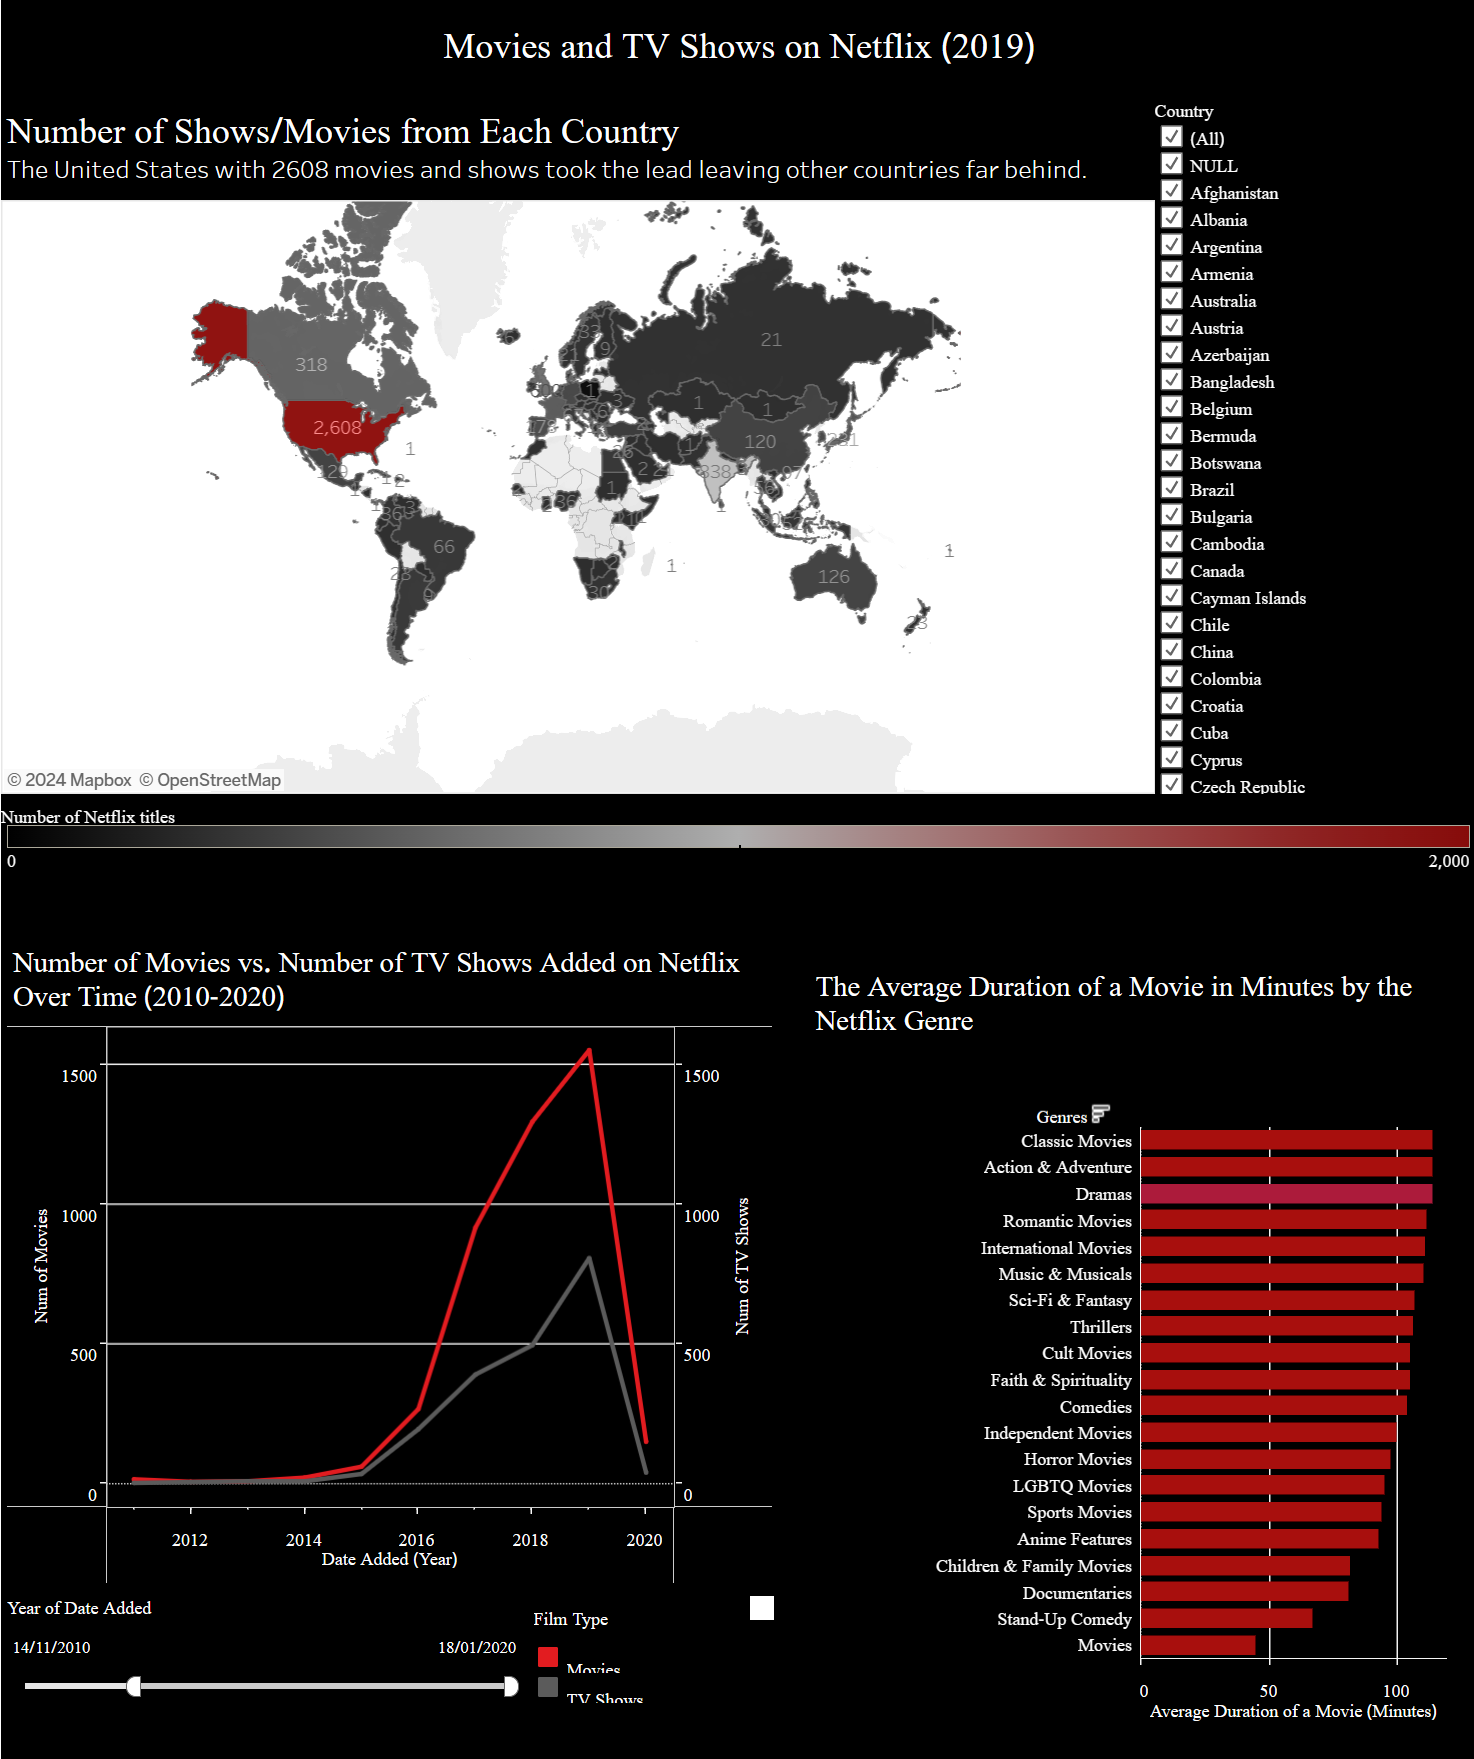 Movies and TV Shows on Netflix (2019)
Number of Shows/Movies from Each Country
The United States with 2608 movies and shows took the lead leaving other countries far behind.
Country
(All)
NULL
Afghanistan
Albania
Argentina
Armenia
Australia
Austria
Azerbaijan
Bangladesh
Belgium
Bermuda
Botswana
Brazil
Bulgaria
Cambodia
Canada
Cayman Islands
Chile
China
Colombia
Croatia
Cuba
Cyprus
Czech Republic
21
318
9
1
1
1
2,608
120
1
129
838
2
1
1
66
1
1
126
30
23
© 2024 Mapbox © OpenStreetMap
Number of Netflix titles
0
2,000
Number of Movies vs. Number of TV Shows Added on Netflix
Over Time (2010-2020)
1500
1000
500
0
Num of Movies
1500
1000
500
0
Num of TV Shows
2012
2014
2016
2018
2020
Date Added (Year)
Year of Date Added
14/11/2010
18/01/2020
Film Type
Movies
TV Shows
The Average Duration of a Movie in Minutes by the
Netflix Genre
Genres
Classic Movies
Action & Adventure
Dramas
Romantic Movies
International Movies
Music & Musicals
Sci-Fi & Fantasy
Thrillers
Cult Movies
Faith & Spirituality
Comedies
Independent Movies
Horror Movies
LGBTQ Movies
Sports Movies
Anime Features
Children & Family Movies
Documentaries
Stand-Up Comedy
Movies
0
50
100
Average Duration of a Movie (Minutes)